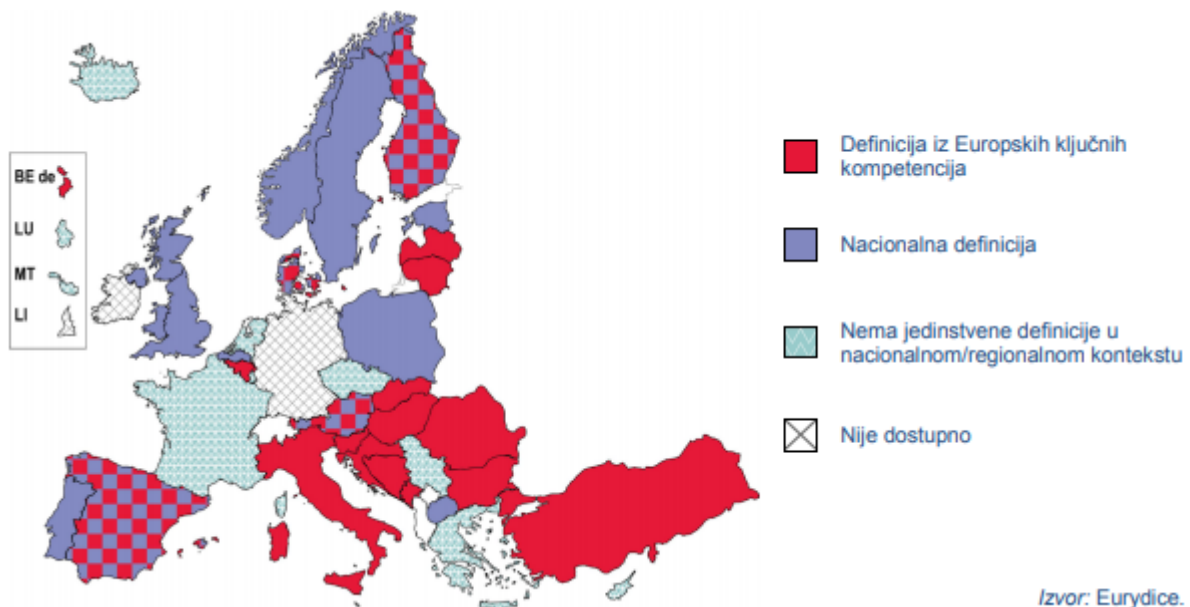 BE de
LU
MT
LI
Definicija iz Europskih ključnih
kompetencija
Nacionalna definicija
Nema jedinstvene definicije u
nacionalnom/regionalnom kontekstu
Nije dostupno
Izvor: Eurydice.